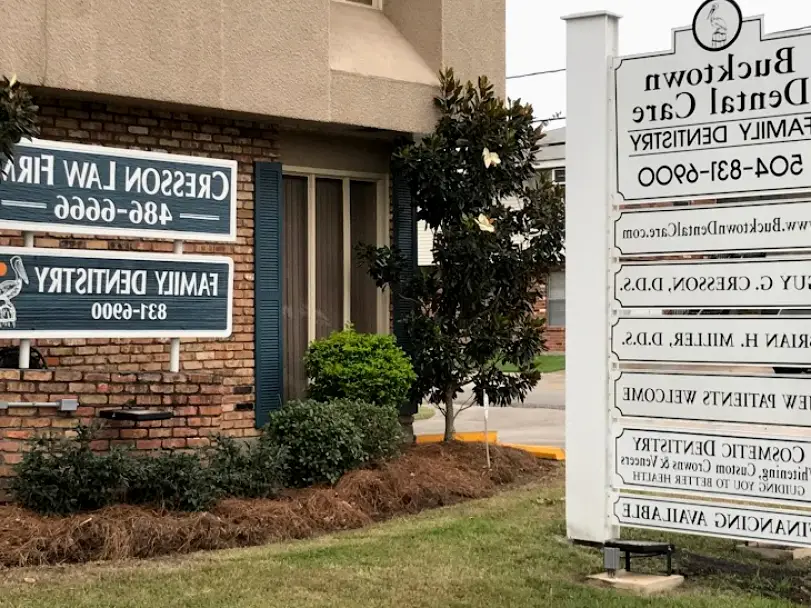 CRESSON LAW FIRM
486-6666
FAMILY DENTISTRY
831-6900
Bucktown
Dental Care
FAMILY DENTISTRY
504-831-6900
www.BucktownDentalCare.com
GUY G. CRESSON, D.D.S.
BRIAN H. MILLER, D.D.S.
NEW PATIENTS WELCOME
COSMETIC DENTISTRY
Whitening, Custom Crowns & Veneers
GUIDING YOU TO BETTER HEALTH
FINANCING AVAILABLE